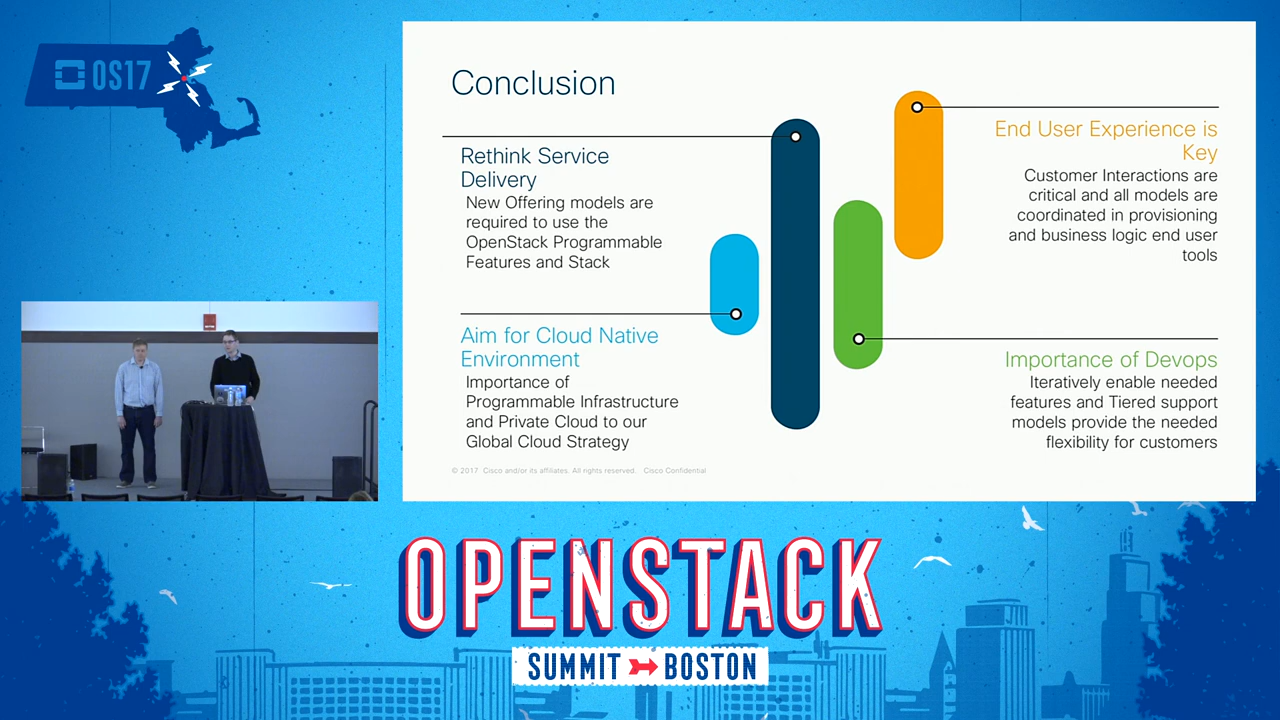 OS17
Conclusion
Rethink Service
Delivery
New Offering models are
required to use the
OpenStack Programmable
Features and Stack
Aim for Cloud Native
Environment
Importance of
Programmable Infrastructure
and Private Cloud to our
Global Cloud Strategy
End User Experience is
Key
Customer Interactions are
critical and all models are
coordinated in provisioning
and business logic end user
tools
Importance of Devops
Iteratively enable needed
features and Tiered support
models provide the needed
flexibility for customers
© 2017 Cisco and/or its affiliates. All rights reserved. Cisco Confidential
OPENSTACK
SUMMIT BOSTON